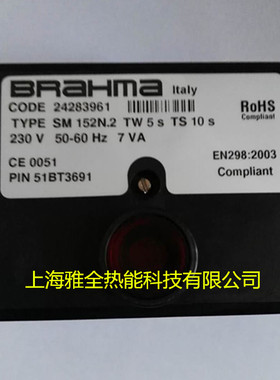 BRAHMA Italy
CODE 24283961
RoHS
Compliant
TYPE SM 152N.2 TW 5 s TS 10 s
230 V 50-60 Hz 7 VA
CE 0051
EN298:2003
PIN 51BT3691
Compliant
上海雅全热能科技有限公司